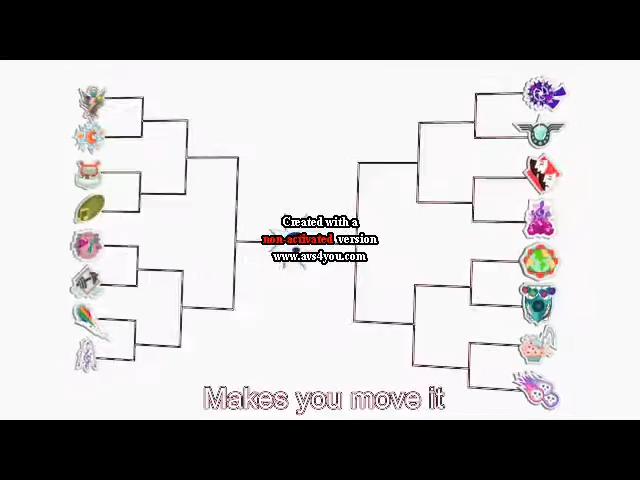 Created with a
non-activated version
www.avs4you.com
Makes you move it